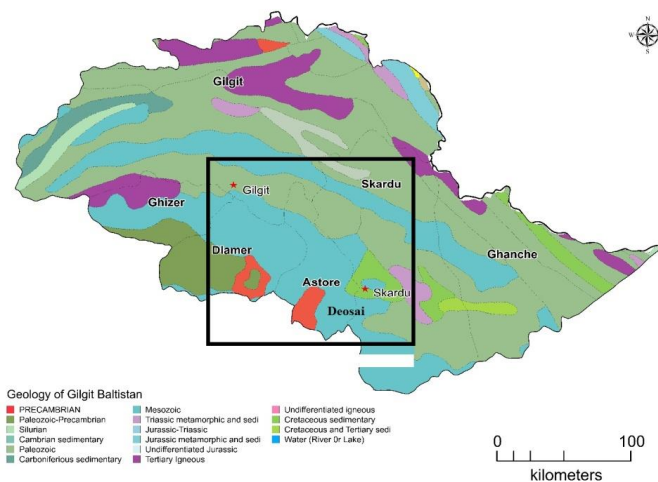 N
W
E
S
Gilgit
Gilgit
Skardu
Ghizer
Ghanche
DIamer
Astore
Skardu
Deosai
Geology of Gilgit Baltistan
PRECAMBRIAN
Paleozoic-Precambrian
Silurian
Cambrian sedimentary
Paleozoic
Carboniferious sedimentary
Mesozoic
Triassic metamorphic and sedi
Jurassic-Triassic
Jurassic metamorphic and sedi
Undifferentiated Jurassic
Tertiary Igneous
Undifferentiated igneous
Cretaceous sedimentary
Cretaceous and Tertiary sedi
Water (River 0r Lake)
0 100
kilometers